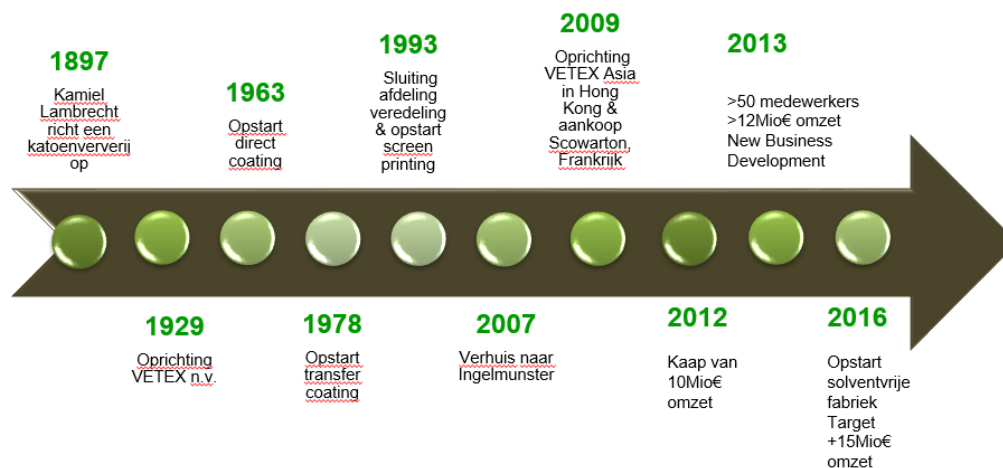 1897
Kamiel
Lambrecht
richt een
katoenververij
op
1929
Oprichting
VETEX n.v.
1963
Opstart
direct
coating
1978
Opstart
transfer
coating
1993
Sluiting
afdeling
veredeling
& opstart
screen
printing
2007
Verhuis naar
Ingelmunster
2009
Oprichting
VETEX Asia
in Hong
Kong &
aankoop
Scowarton,
Frankrijk
2012
Kaap van
10Mio€
omzet
2013
>50 medewerkers
>12Mio€ omzet
New Business
Development
2016
Opstart
solventvrije
fabriek
Target
+15Mio€
omzet